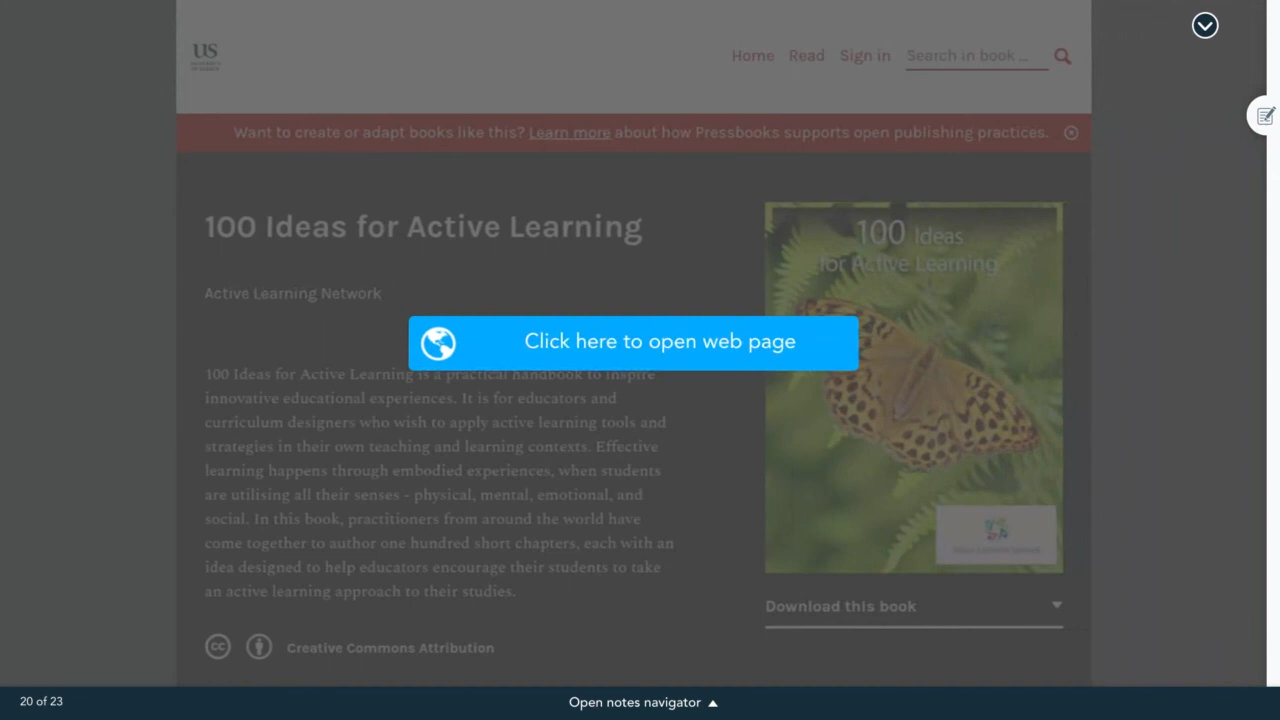 US
Home Read Sign in Search in book ...
Want to create or adapt books like this? Learn more about how Pressbooks supports open publishing practices.
100 Ideas for Active Learning
Active Learning Network
100 Ideas
for Active Learning
Click here to open web page
100 Ideas for Active Learning is a practical handbook to inspire
innovative educational experiences. It is for educators and
curriculum designers who wish to apply active learning tools and
strategies in their own teaching and learning contexts. Effective
learning happens through embodied experiences, when students
are utilising all their senses - physical, mental, emotional, and
social. In this book, practitioners from around the world have
come together to author one hundred short chapters, each with an
idea designed to help educators encourage their students to take
an active learning approach to their studies.
Download this book
cc
Creative Commons Attribution
20 of 23
Open notes navigator